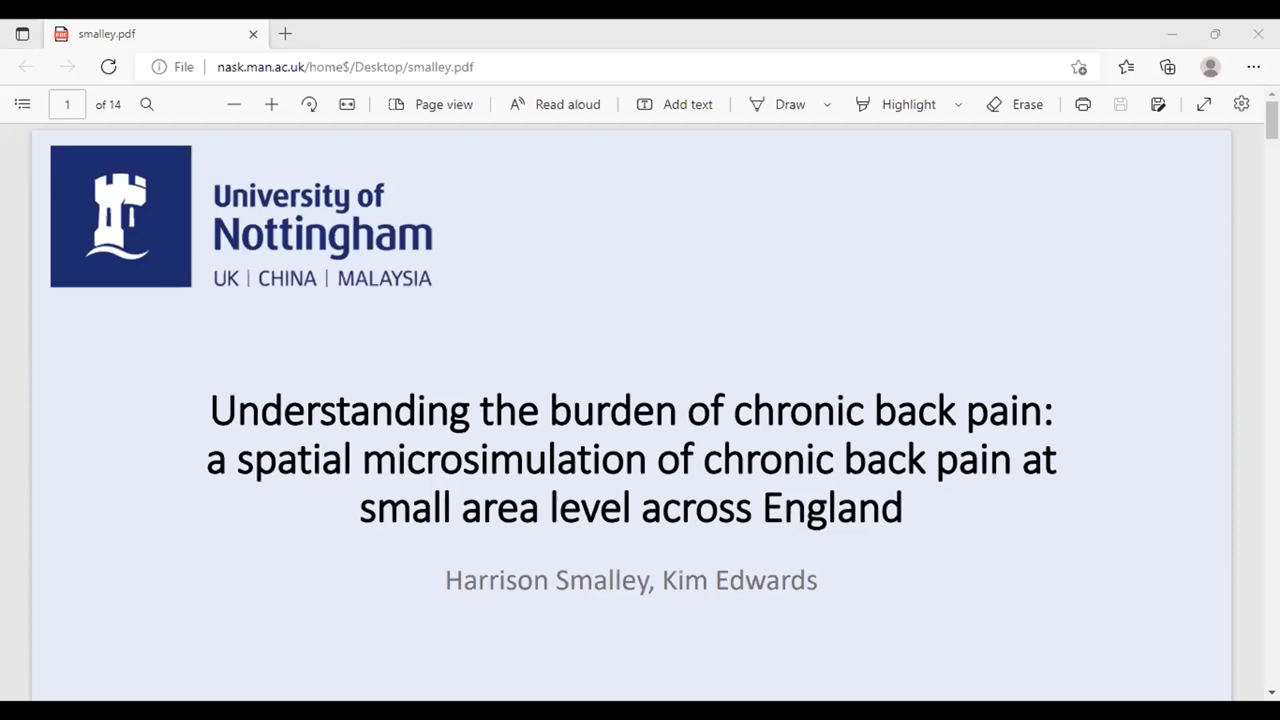 smalley.pdf
File
nask.man.ac.uk/home$/Desktop/smalley.pdf
1 of 14
Page view
Read aloud
Add text
Draw
Highlight
Erase
University of
Nottingham
UK | CHINA | MALAYSIA
Understanding the burden of chronic back pain:
a spatial microsimulation of chronic back pain at
small area level across England
Harrison Smalley, Kim Edwards